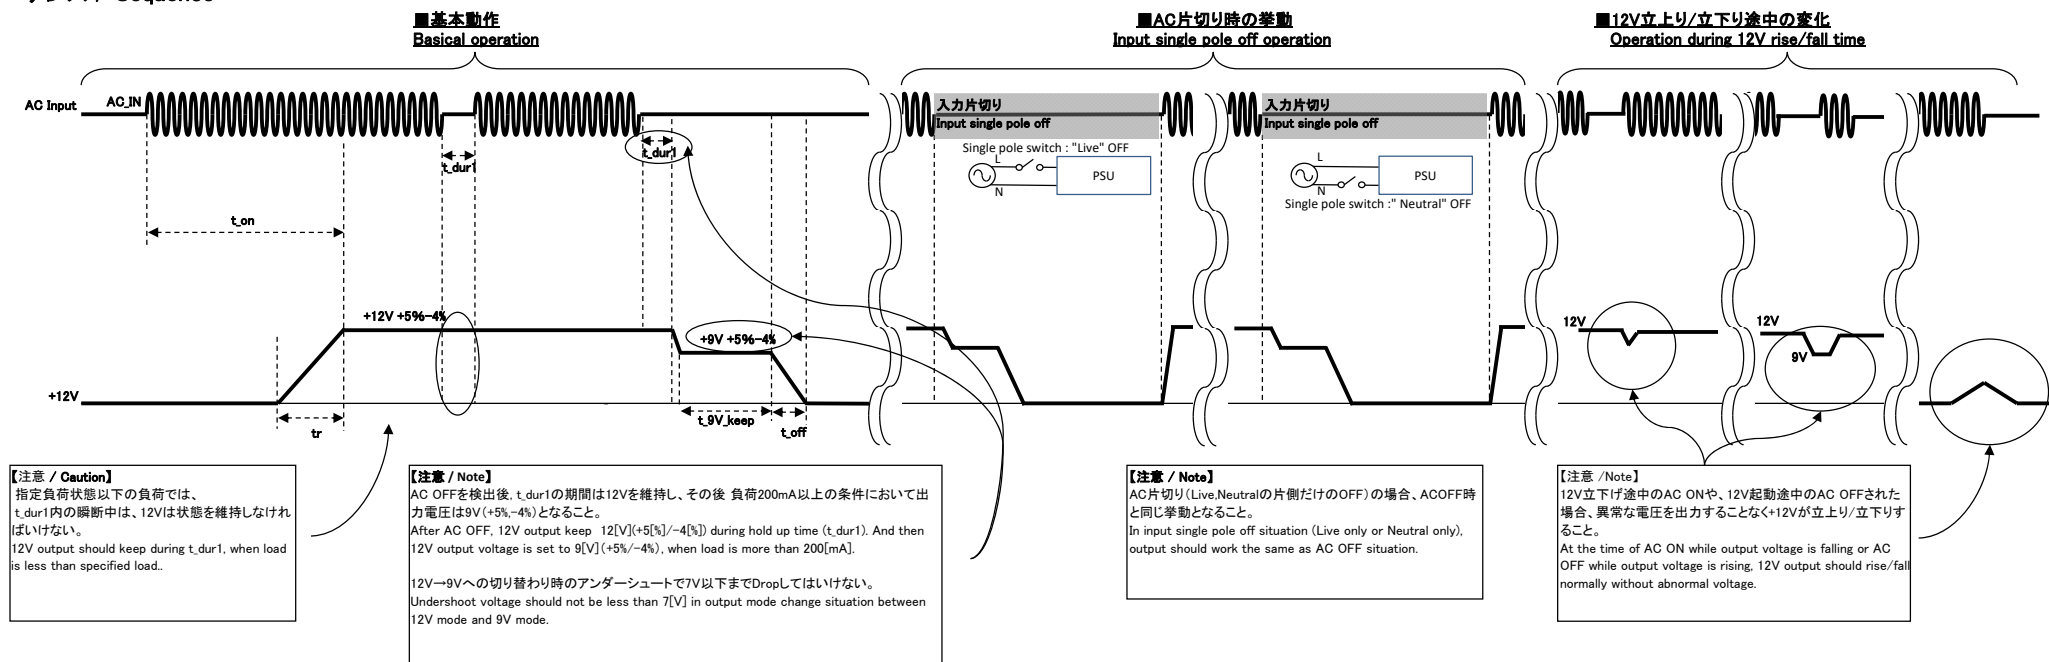 ■基本動作
Basical operation
■AC片切り時の挙動
Input single pole off operation
■12V立上り/立下り途中の変化
Operation during 12V rise/fall time
AC Input
AC_IN
t_dur1
t_dur1
t_on
入力片切り
Input single pole off
Single pole switch : "Live" OFF
L
N
PSU
入力片切り
Input single pole off
L
N
PSU
Single pole switch :" Neutral" OFF
+12V +5%-4%
+9V +5%-4%
+12V
tr
t_9V_keep
t_off
12V
12V
9V
【注意 / Caution】
指定負荷状態以下の負荷では、
t_dur1内の瞬断中は、12Vは状態を維持しなけれ
ばいけない。
12V output should keep during t_dur1, when load
is less than specified load..
【注意 / Note】
AC OFFを検出後, t_dur1の期間は12Vを維持し、その後 負荷200mA以上の条件において出
力電圧は9V(+5%,-4%)となること。
After AC OFF, 12V output keep 12[V](+5[%]/-4[%]) during hold up time (t_dur1). And then
12V output voltage is set to 9[V](+5%/-4%), when load is more than 200[mA].
12V→9Vへの切り替わり時のアンダーシュートで7V以下までDropしてはいけない。
Undershoot voltage should not be less than 7[V] in output mode change situation between
12V mode and 9V mode.
【注意 / Note】
AC片切り(Live,Neutralの片側だけのOFF)の場合、ACOFF時
と同じ挙動となること。
In input single pole off situation (Live only or Neutral only),
output should work the same as AC OFF situation.
【注意 /Note】
12V立下げ途中のAC ONや、12V起動途中のAC OFFされた
場合、異常な電圧を出力することなく+12Vが立上り/立下りす
ること。
At the time of AC ON while output voltage is falling or AC
OFF while output voltage is rising, 12V output should rise/fall
normally without abnormal voltage.